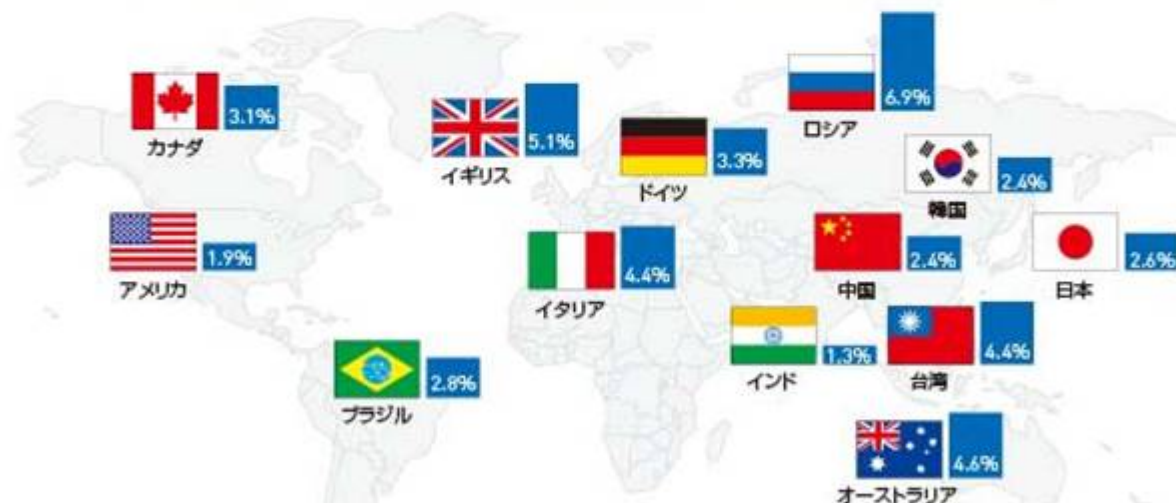 3.1%
カナダ
5.1%
イギリス
3.3%
ドイツ
6.9%
ロシア
2.4%
韓国
1.9%
アメリカ
4.4%
イタリア
2.4%
中国
2.6%
日本
2.8%
ブラジル
1.3%
インド
4.4%
台湾
4.6%
オーストラリア